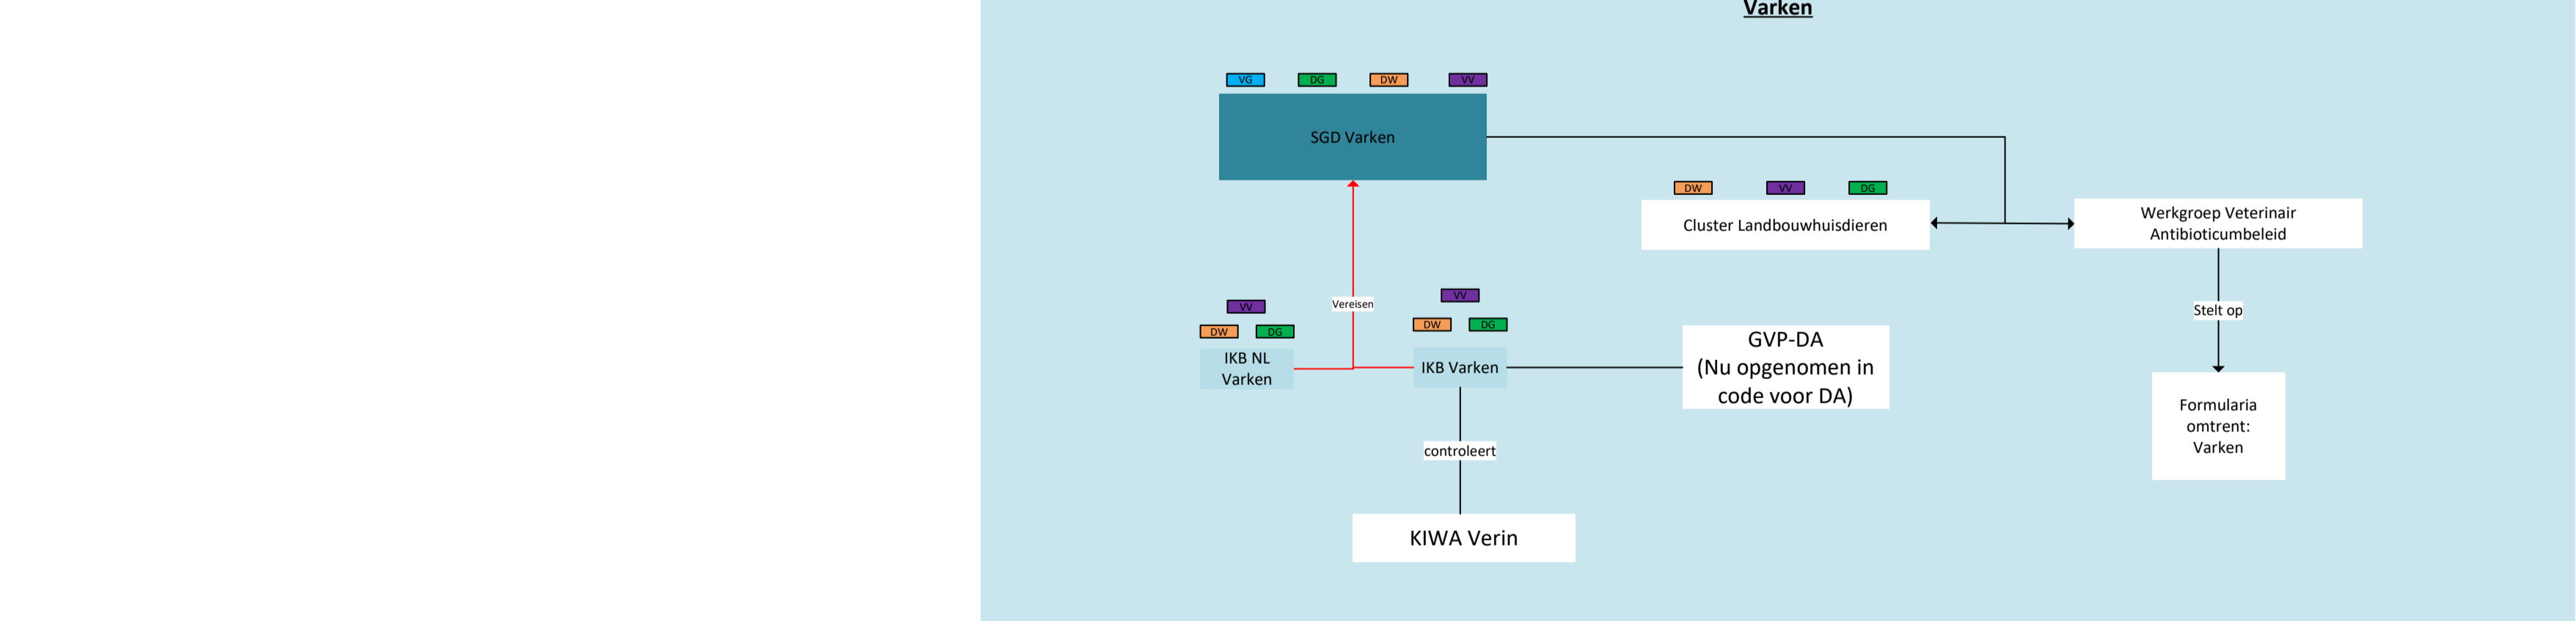 Varken
VG DG DW VV
SGD Varken
DW VV DG
Cluster Landbouwhuisdieren
Werkgroep Veterinair
Antibioticumbeleid
VV
DW DG
Vereisen
VV
DW DG
Stelt op
IKB NL
Varken
IKB Varken
GVP-DA
(Nu opgenomen in
code voor DA)
Formularia
omtrent:
Varken
controleert
KIWA Verin